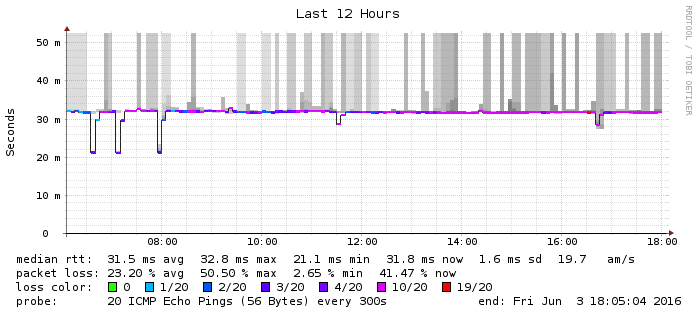 Last 12 Hours
RRDTOOL / TOBI OETIKER
Seconds
50 m
40 m
30 m
20 m
10 m
0
08:00 10:00 12:00 14:00 16:00 18:00
median rtt: 31.5 ms avg 32.8 ms max 21.1 ms min 31.8 ms now 1.6 ms sd 19.7 am/s
packet loss: 23.20 % avg 50.50 % max 2.65 % min 41.47 % now
loss color: 0 1/20 2/20 3/20 4/20 10/20 19/20
probe: 20 ICMP Echo Pings (56 Bytes) every 300s end: Fri Jun 3 18:05:04 2016